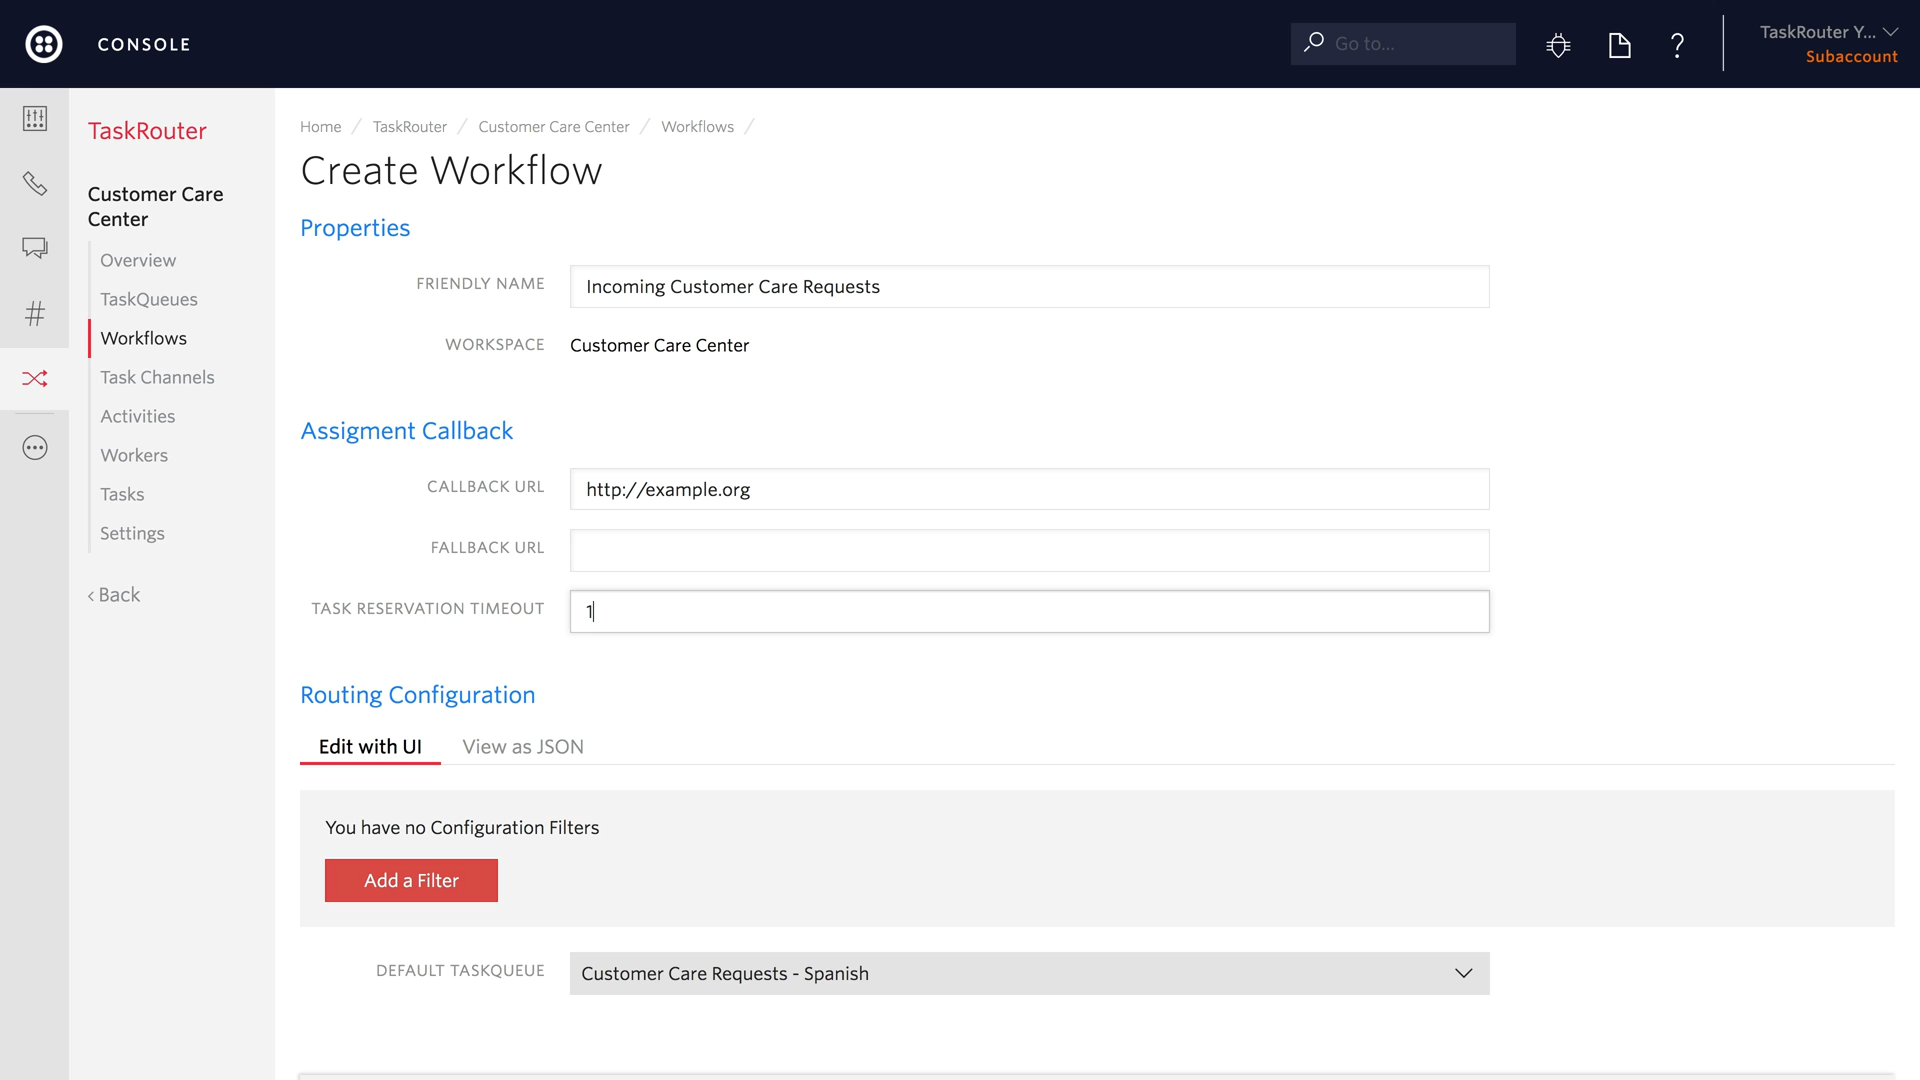 CONSOLE
Go to...
?
TaskRouter Y...
Subaccount
TaskRouter
Customer Care
Center
Overview
TaskQueues
Workflows
Task Channels
Activities
Workers
Tasks
Settings
‹ Back
Home / TaskRouter / Customer Care Center / Workflows /
Create Workflow
Properties
FRIENDLY NAME Incoming Customer Care Requests
WORKSPACE Customer Care Center
Assigment Callback
CALLBACK URL http://example.org
FALLBACK URL
TASK RESERVATION TIMEOUT 1
Routing Configuration
Edit with UI View as JSON
You have no Configuration Filters
Add a Filter
DEFAULT TASKQUEUE Customer Care Requests - Spanish